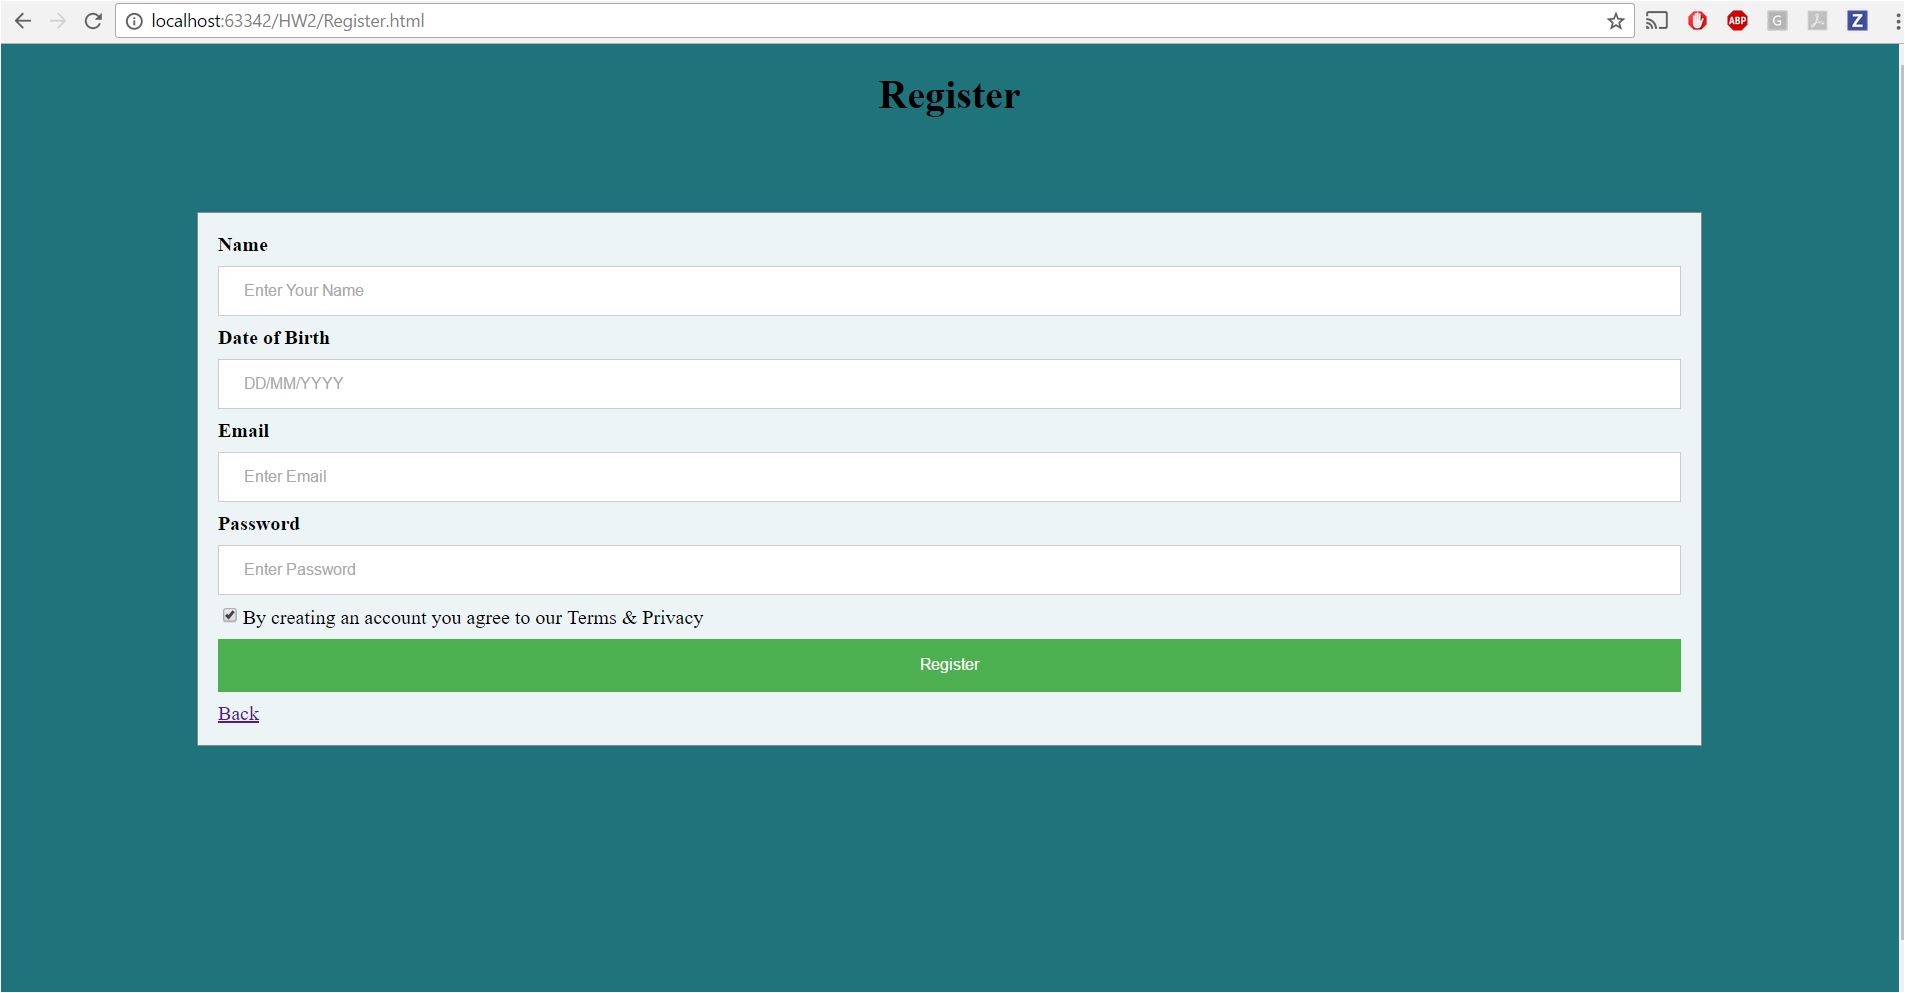 localhost:63342/HW2/Register.html
ABP
G
Z
Register
Name
Enter Your Name
Date of Birth
DD/MM/YYYY
Email
Enter Email
Password
Enter Password
By creating an account you agree to our Terms & Privacy
Register
Back